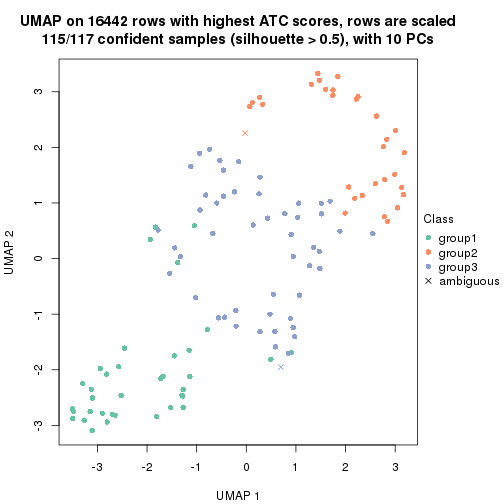 UMAP on 16442 rows with highest ATC scores, rows are scaled
115/117 confident samples (silhouette > 0.5), with 10 PCs
3
2
1
0
-1
-2
-3
UMAP 2
-3
-2
-1
0
1
2
3
UMAP 1
Class
group1
group2
group3
ambiguous